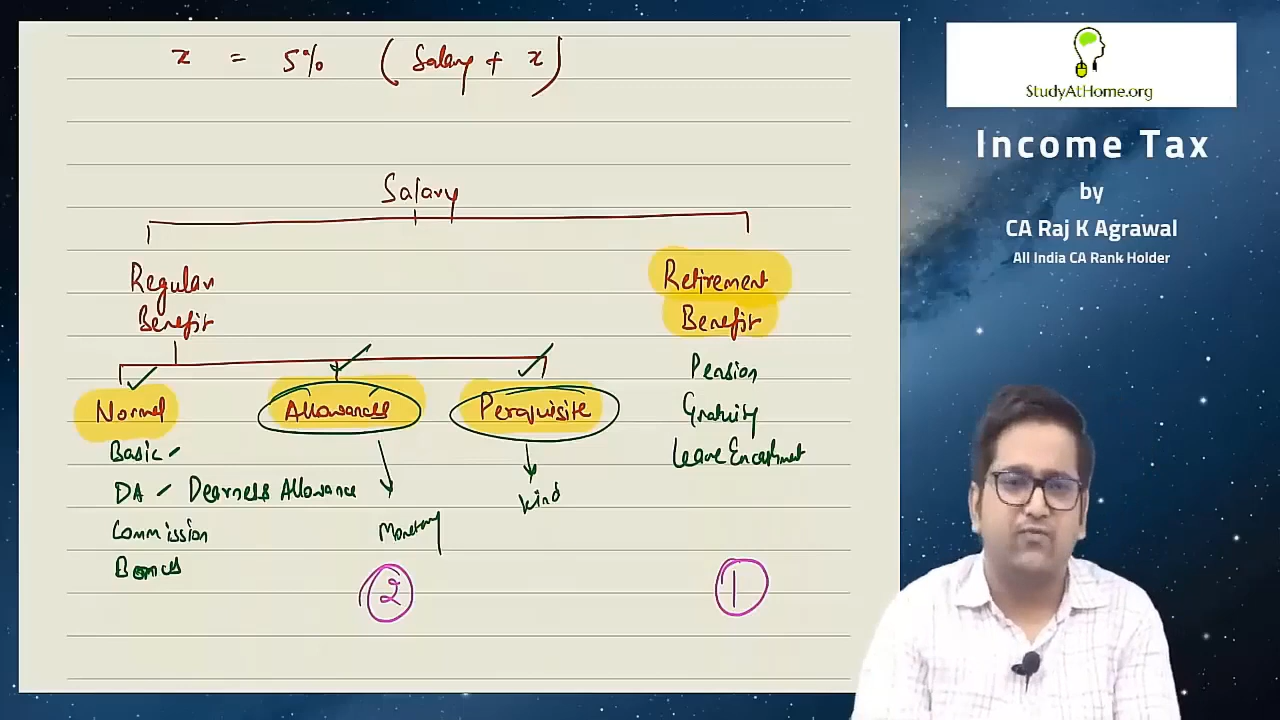 x = 5% (Salary + x)
Salary
Regular
Benefit
Retirement
Benefit
Normal
Allowances
Perquisite
Basic
DA Dearness Allowance
Commission
Bonus
Monetary
Kind
Pension
Gratuity
Leave Encashment
2
1
StudyAtHome.org
Income Tax
by
CA Raj K Agrawal
All India CA Rank Holder